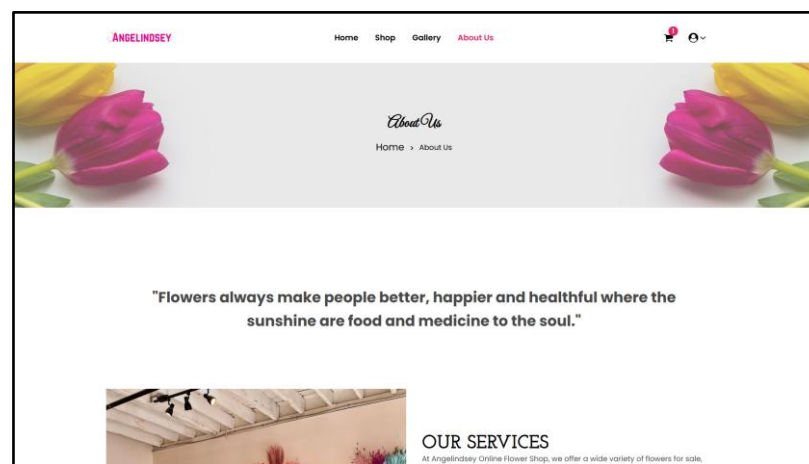 ANGELINDSEY
Home Shop Gallery About Us
1
About Us
Home > About Us
"Flowers always make people better, happier and healthful where the
sunshine are food and medicine to the soul."
OUR SERVICES
At Angelindsey Online Flower Shop, we offer a wide variety of flowers for sale,